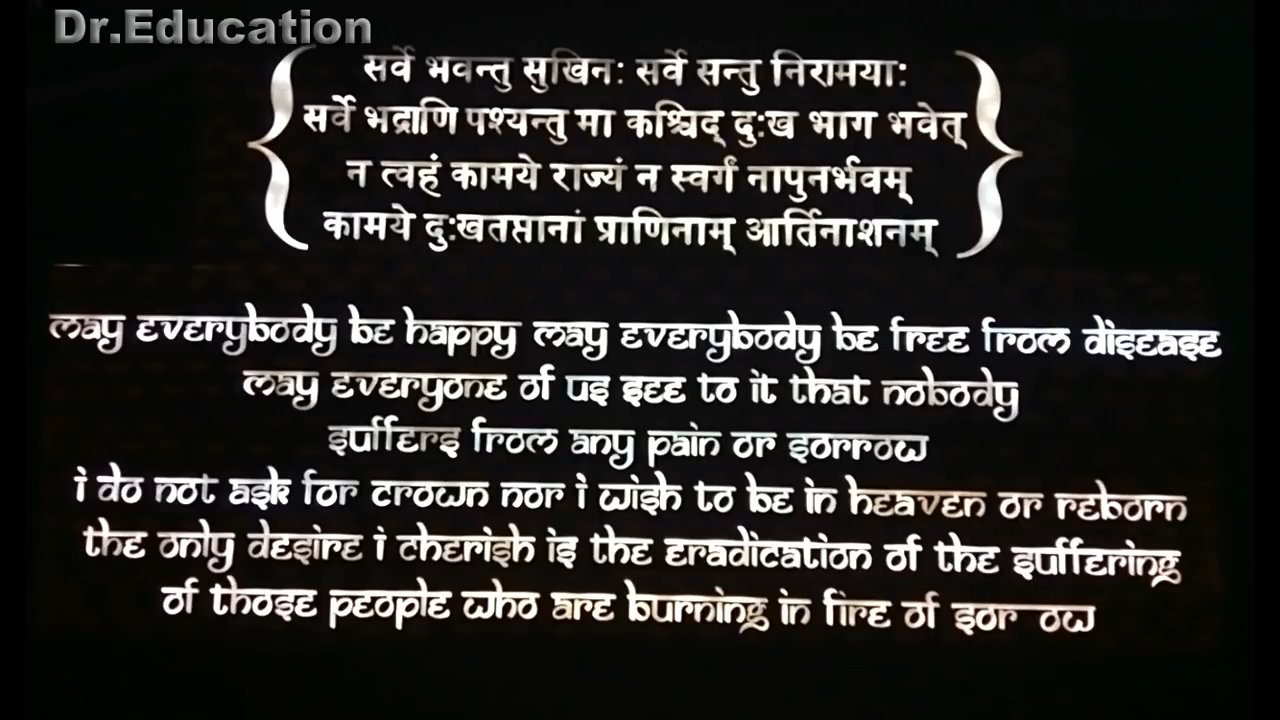 Dr.Education
सर्वे भवन्तु सुखिनः सर्वे सन्तु निरामयाः
सर्वे भद्राणि पश्यन्तु मा कश्चिद् दुःख भाग भवेत्
न त्वहं कामये राज्यं न स्वर्गं नापुनर्भवम्
कामये दुःखतप्तानां प्राणिनाम् आर्तिनाशनम्
may everybody be happy may everybody be free from disease
may everyone of us see to it that nobody
suffers from any pain or sorrow
i do not ask for crown nor i wish to be in heaven or reborn
the only desire i cherish is the eradication of the suffering
of those people who are burning in fire of sor ow